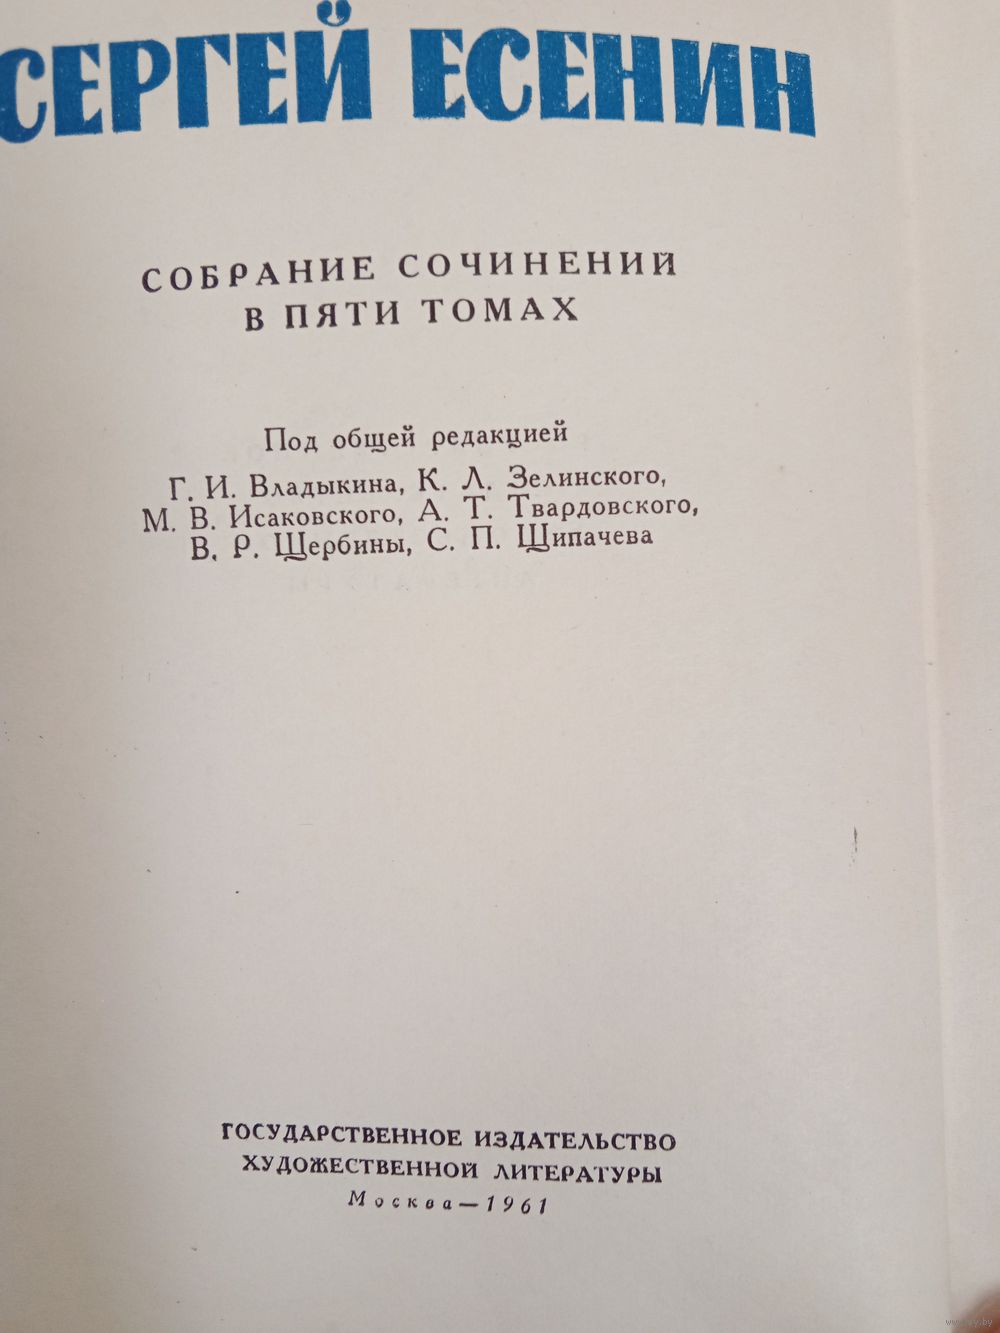 СЕРГЕЙ ЕСЕНИН
СОБРАНИЕ СОЧИНЕНИЙ
В ПЯТИ ТОМАХ
Под общей редакцией
Г. И. Владыкина, К. Л. Зелинского,
М. В. Исаковского, А. Т. Твардовского,
В. Р. Щербины, С. П. Щипачева
ГОСУДАРСТВЕННОЕ ИЗДАТЕЛЬСТВО
ХУДОЖЕСТВЕННОЙ ЛИТЕРАТУРЫ
Москва — 1961